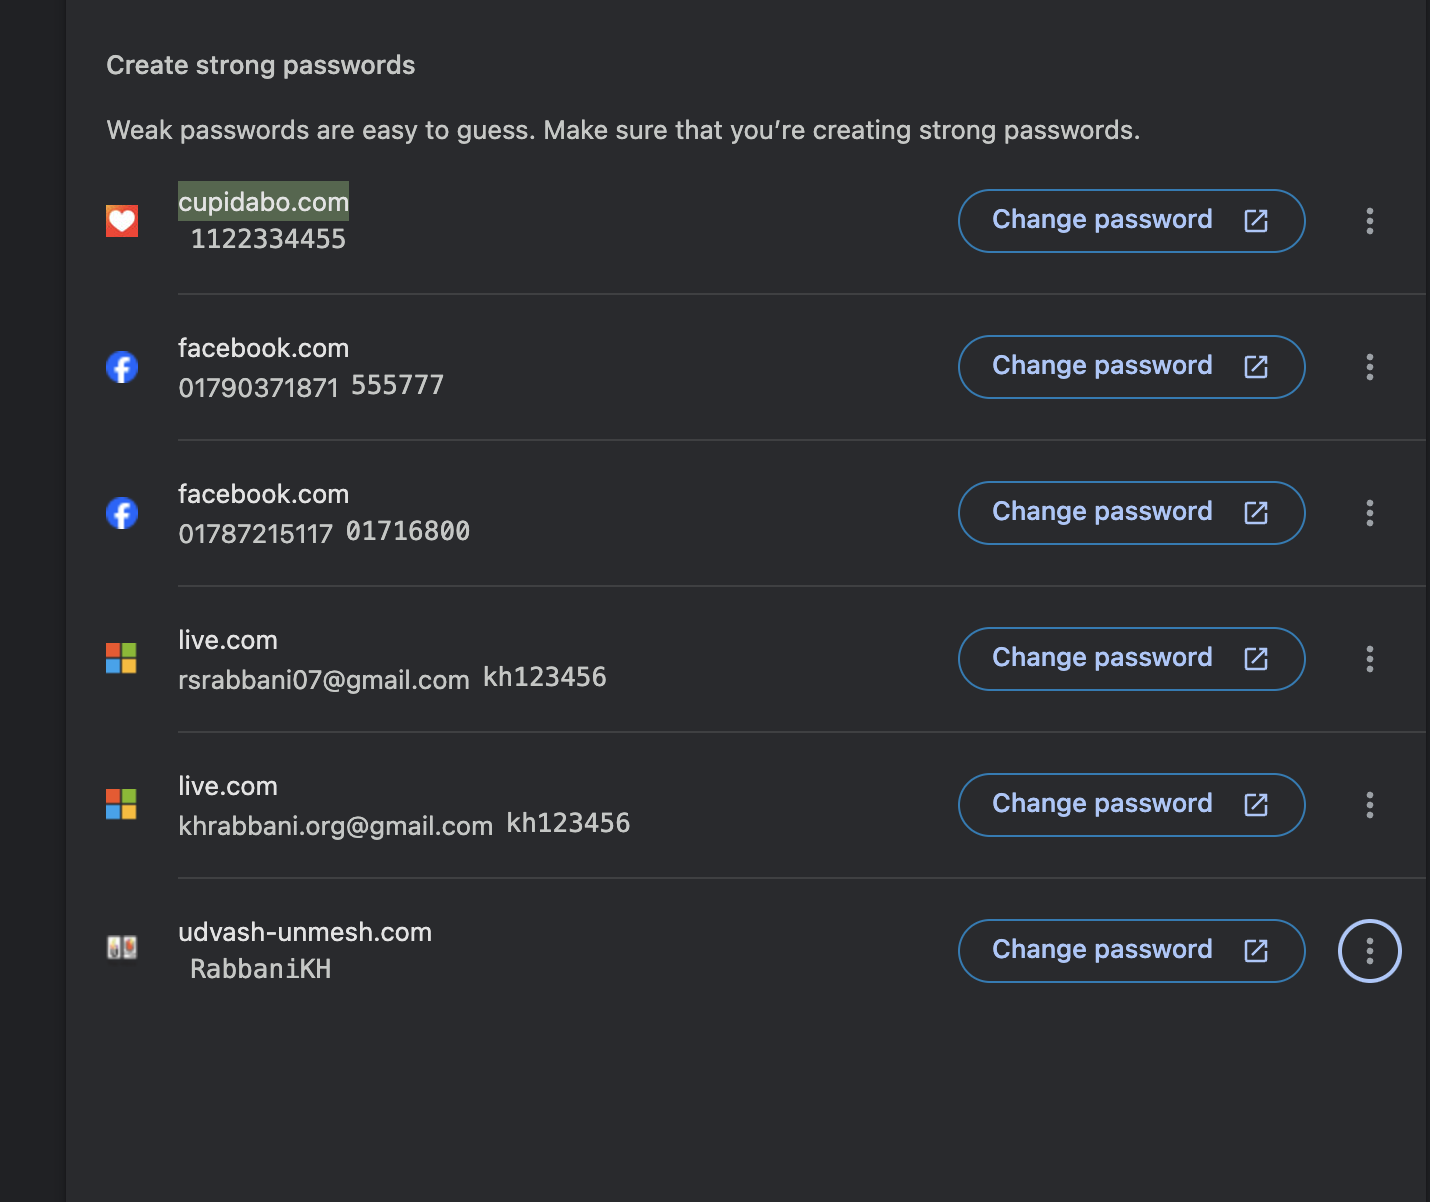 Create strong passwords
Weak passwords are easy to guess. Make sure that you’re creating strong passwords.
cupidabo.com
1122334455
Change password
facebook.com
01790371871 555777
Change password
facebook.com
01787215117 01716800
Change password
live.com
rsrabbani07@gmail.com kh123456
Change password
live.com
khrabbani.org@gmail.com kh123456
Change password
udvash-unmesh.com
RabbaniKH
Change password